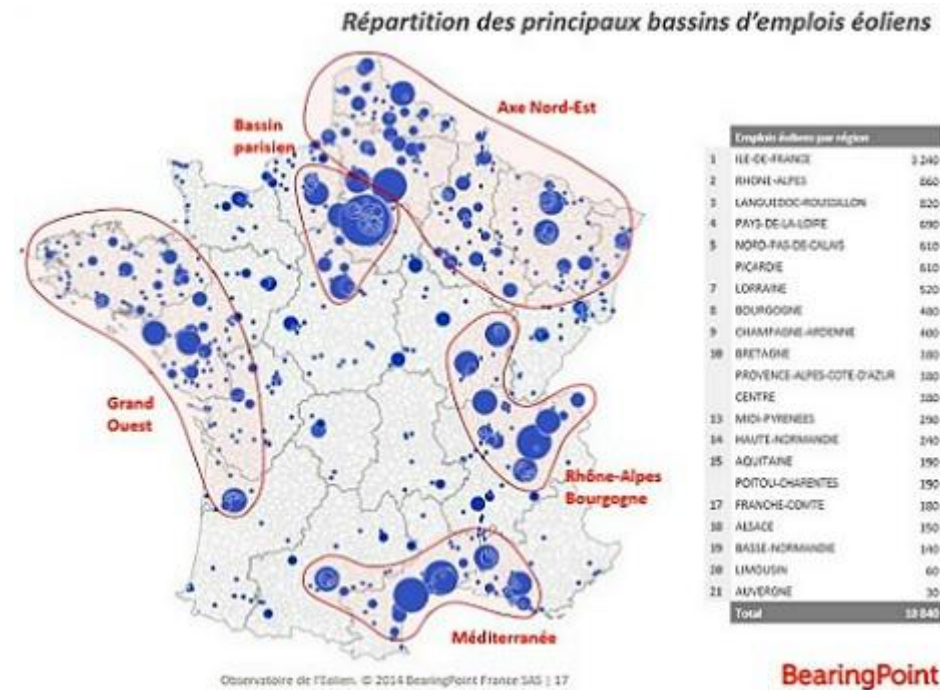 Répartition des principaux bassins d'emplois éoliens
Axe Nord-Est
Bassin
parisien
Grand
Ouest
Rhône-Alpes
Bourgogne
Méditerranée
Emplois éoliens par région
1 ILE-DE-FRANCE 3 240
2 RHONE-ALPES 860
3 LANGUEDOC-ROUSSILLON 820
4 PAYS-DE-LA-LOIRE 690
5 NORD-PAS-DE-CALAIS 610
PICARDIE 610
7 LORRAINE 520
8 BOURGOGNE
9 CHAMPAGNE-ARDENNE
10 BRETAGNE 380
PROVENCE-ALPES-COTE D'AZUR 380
CENTRE 380
13 MIDI-PYRENEES 290
14 HAUTE-NORMANDIE 240
15 AQUITAINE 190
POITOU-CHARENTES 190
17 FRANCHE-COMTE 180
18 ALSACE 150
19 BASSE-NORMANDIE 140
20 LIMOUSIN 60
21 AUVERGNE 30
Total 10 840
Observatoire de l'Eolien. © 2014 BearingPoint France SAS | 17
BearingPoint